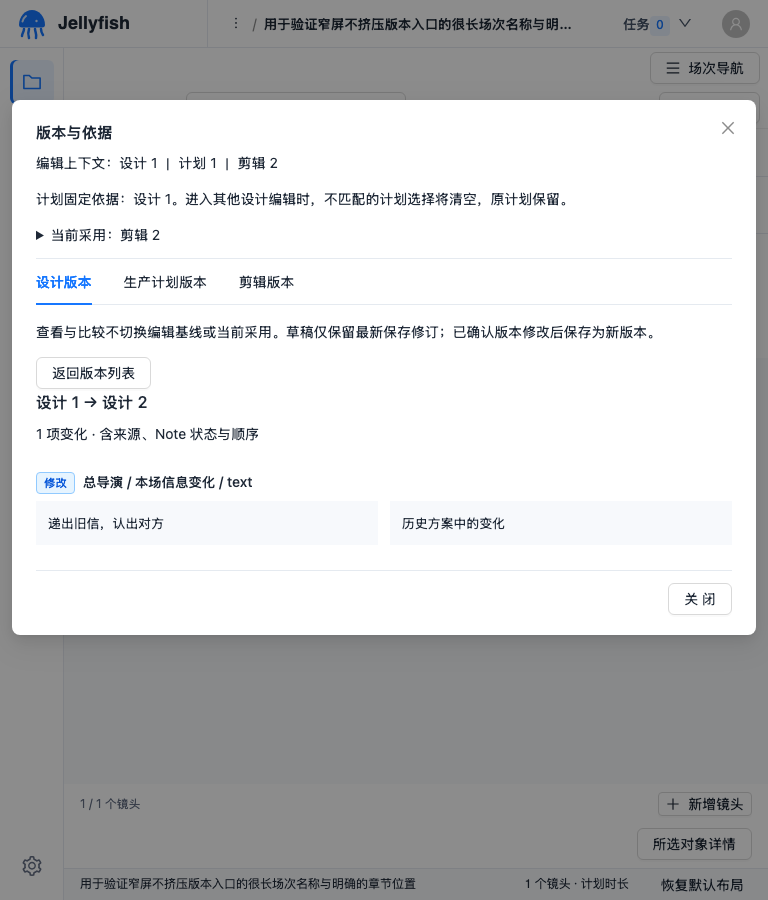 Jellyfish
/ 用于验证窄屏不挤压版本入口的很长场次名称与明...
任务 0
场次导航
版本与依据
编辑上下文：设计 1 | 计划 1 | 剪辑 2
计划固定依据：设计 1。进入其他设计编辑时，不匹配的计划选择将清空，原计划保留。
当前采用：剪辑 2
设计版本 生产计划版本 剪辑版本
查看与比较不切换编辑基线或当前采用。草稿仅保留最新保存修订；已确认版本修改后保存为新版本。
返回版本列表
设计 1 → 设计 2
1 项变化 · 含来源、Note 状态与顺序
修改 总导演 / 本场信息变化 / text
递出旧信，认出对方
历史方案中的变化
关 闭
1 / 1 个镜头
新增镜头
所选对象详情
用于验证窄屏不挤压版本入口的很长场次名称与明确的章节位置
1 个镜头 · 计划时长
恢复默认布局